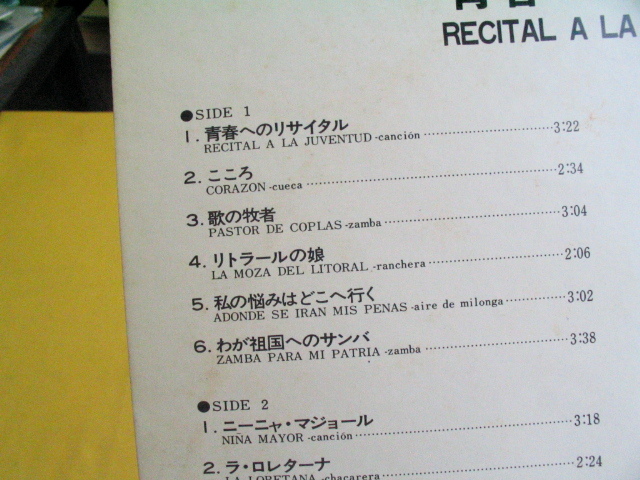 RECITAL A LA
●SIDE 1
1. 青春へのリサイタル
RECITAL A LA JUVENTUD-canción 3:22
2. こころ
CORAZON-cueca 2:34
3. 歌の牧者
PASTOR DE COPLAS-zamba 3:04
4. リトラールの娘
LA MOZA DEL LITORAL-ranchera 2:06
5. 私の悩みはどこへ行く
ADONDE SE IRAN MIS PENAS-aire de milonga 3:02
6. わが祖国へのサンバ
ZAMBA PARA MI PATRIA-zamba 3:38
●SIDE 2
1. ニーニャ・マジョール
NIÑA MAYOR-canción 3:18
2. ラ・ロレターナ
LA LORETANA-chacarera 2:24